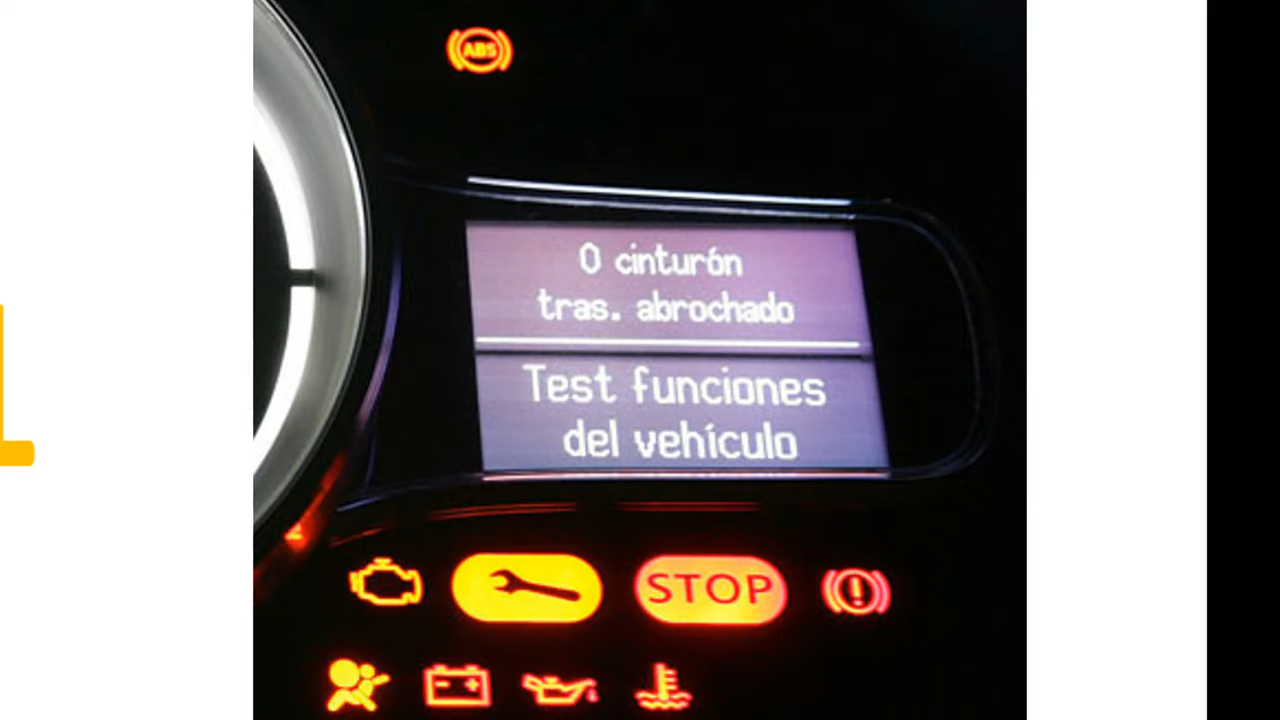 ABS
0 cinturón
tras. abrochado
Test funciones
del vehículo
STOP